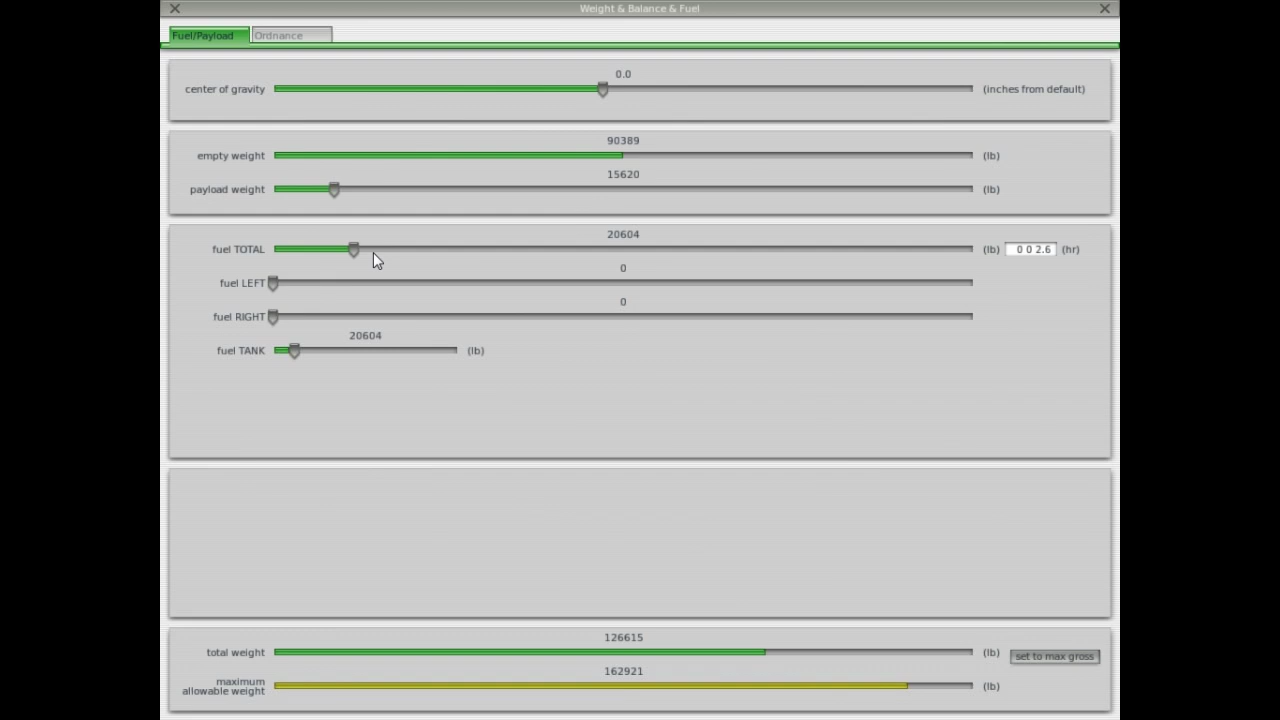 Weight & Balance & Fuel
Fuel/Payload Ordnance
0.0
center of gravity (inches from default)
90389
empty weight (lb)
15620
payload weight (lb)
20604
fuel TOTAL (lb) 0 0 2.6 (hr)
0
fuel LEFT
0
fuel RIGHT
20604
fuel TANK (lb)
126615
total weight (lb) set to max gross
162921
maximum
allowable weight (lb)